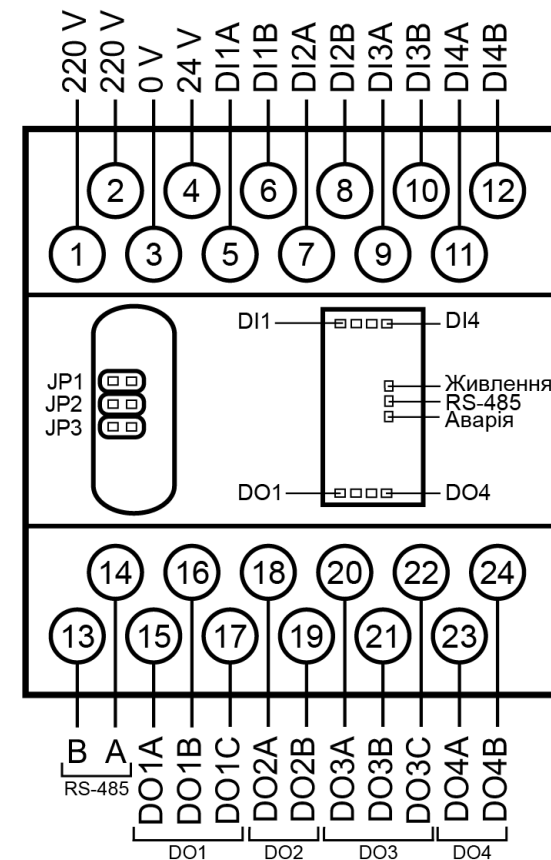 220 V
220 V
0 V
24 V
DI1A
DI1B
DI2A
DI2B
DI3A
DI3B
DI4A
DI4B
2 4 6 8 10 12
1 3 5 7 9 11
DI1 DI4
JP1
JP2
JP3
Живлення
RS-485
Аварія
DO1 DO4
14 16 18 20 22 24
13 15 17 19 21 23
B A
RS-485
DO1A
DO1B
DO1C
DO2A
DO2B
DO3A
DO3B
DO3C
DO4A
DO4B
DO1 DO2 DO3 DO4